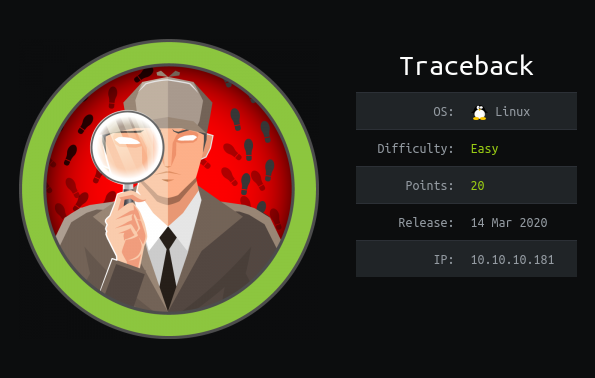 Traceback
OS: Linux
Difficulty: Easy
Points: 20
Release: 14 Mar 2020
IP: 10.10.10.181